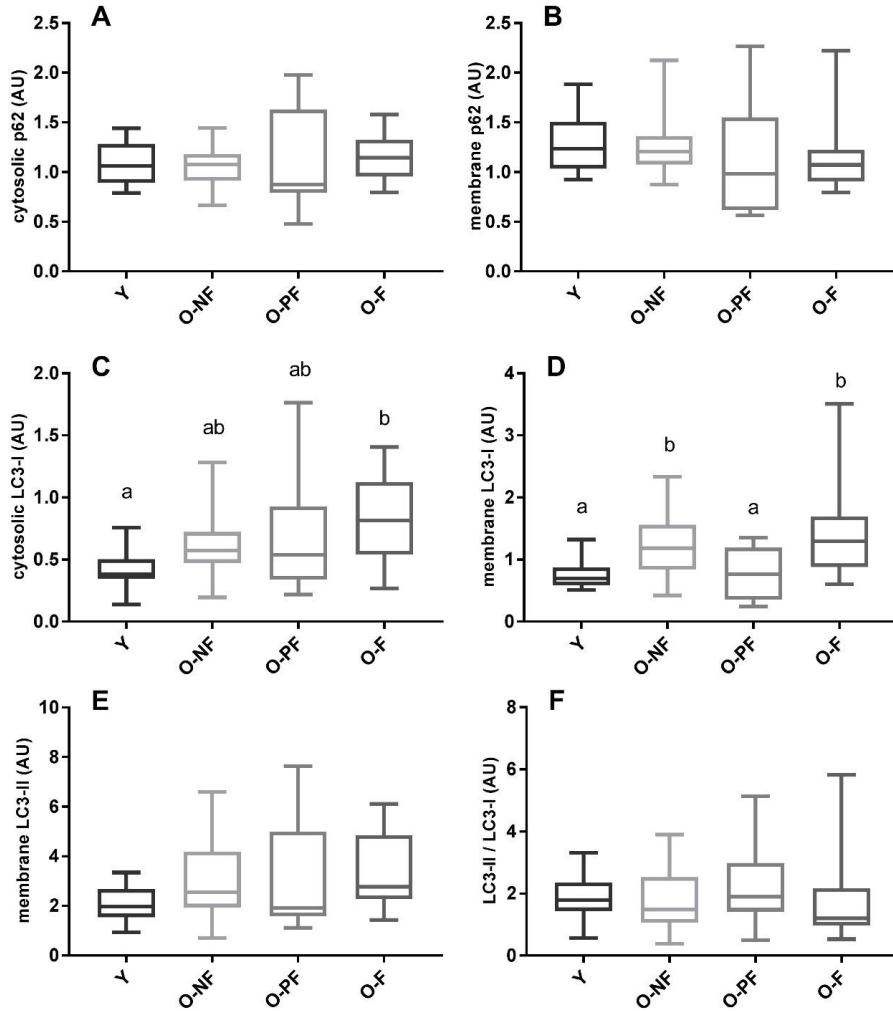 A
cytosolic p62 (AU)
2.5
2.0
1.5
1.0
0.5
0.0
Y
O-NF
O-PF
O-F
B
membrane p62 (AU)
2.5
2.0
1.5
1.0
0.5
0.0
Y
O-NF
O-PF
O-F
C
cytosolic LC3-I (AU)
2.0
1.5
1.0
0.5
0.0
a
ab
ab
b
Y
O-NF
O-PF
O-F
D
membrane LC3-I (AU)
4
3
2
1
0
a
b
a
b
Y
O-NF
O-PF
O-F
E
membrane LC3-II (AU)
10
8
6
4
2
0
Y
O-NF
O-PF
O-F
F
LC3-II / LC3-I (AU)
8
6
4
2
0
Y
O-NF
O-PF
O-F